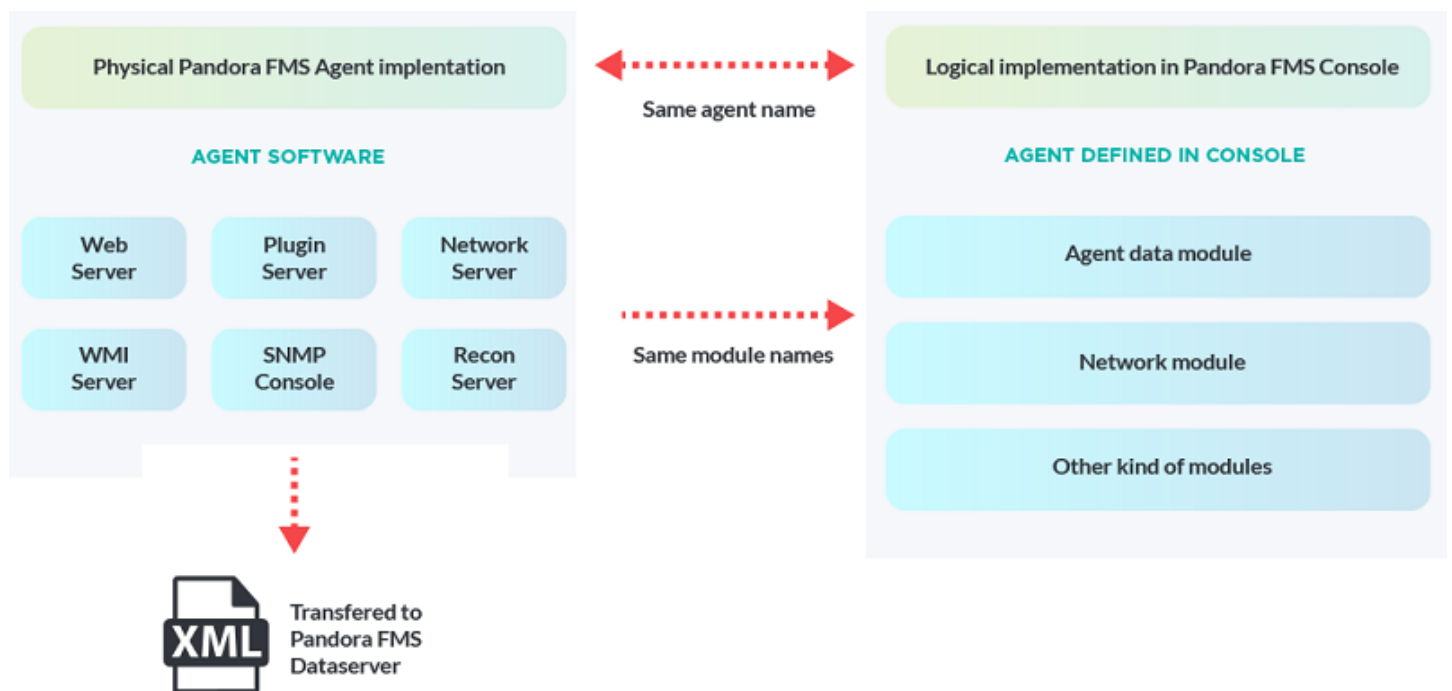 Physical Pandora FMS Agent implentation
Logical implementation in Pandora FMS Console
Same agent name
AGENT SOFTWARE
AGENT DEFINED IN CONSOLE
Web
Server
Plugin
Server
Network
Server
Agent data module
WMI
Server
SNMP
Console
Recon
Server
Same module names
Network module
Other kind of modules
XML
Transfered to
Pandora FMS
Dataserver